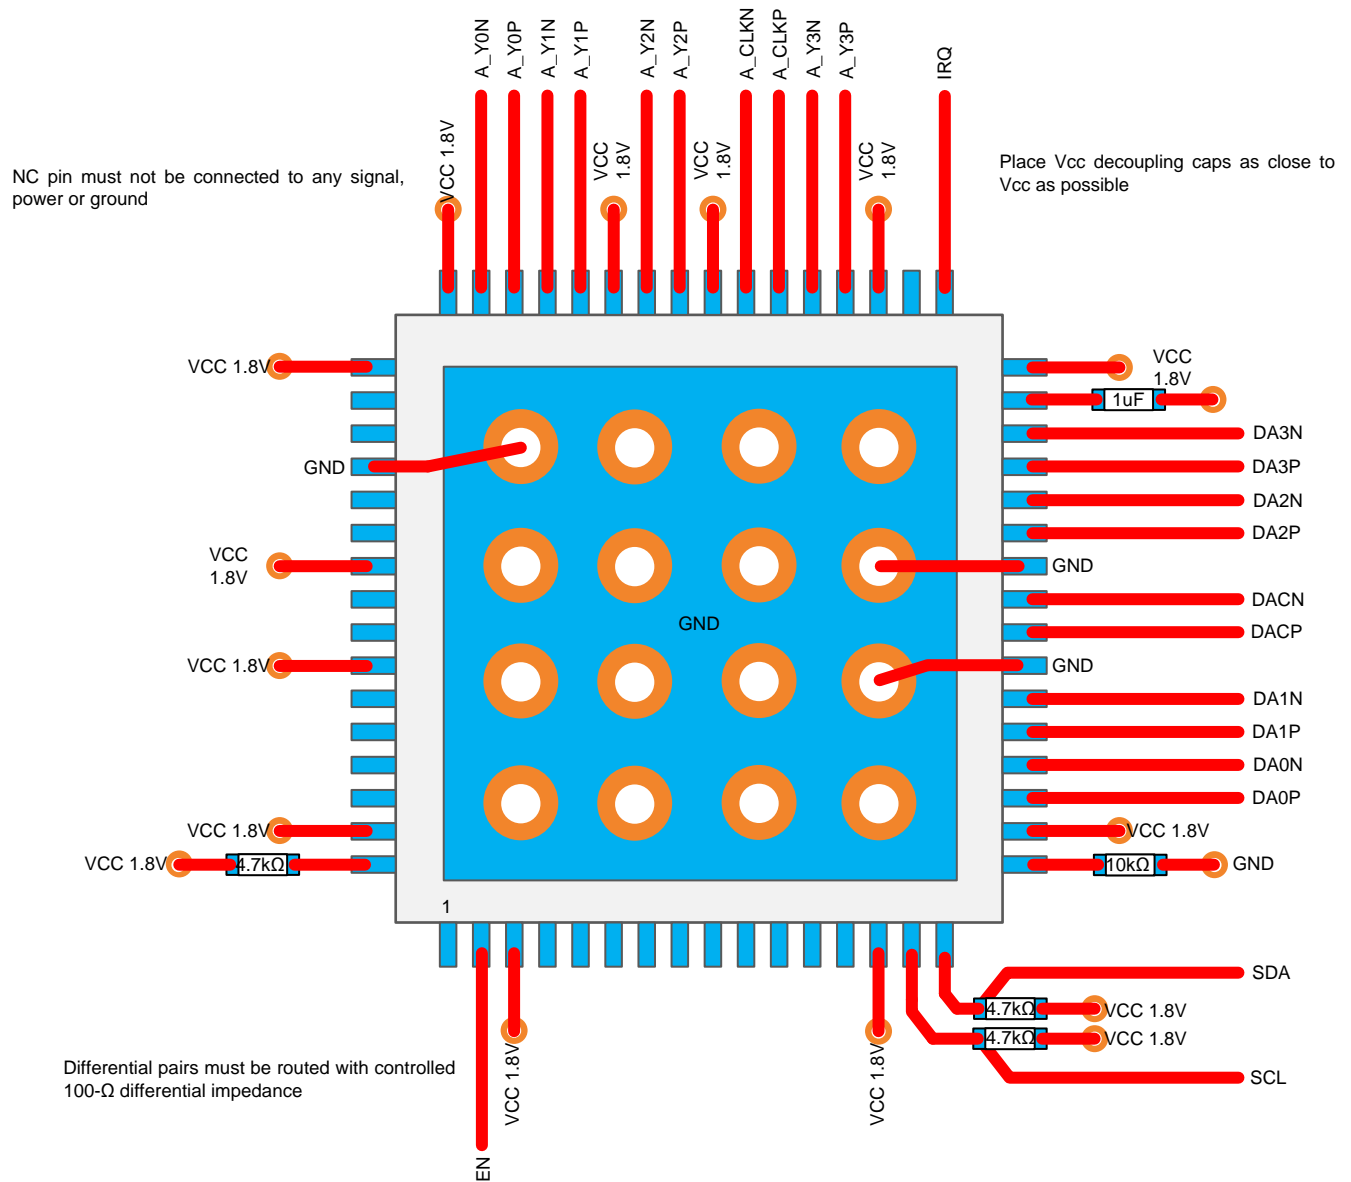 A_Y0N
A_Y0P
A_Y1N
A_Y1P
A_Y2N
A_Y2P
A_CLKN
A_CLKP
A_Y3N
A_Y3P
IRQ
VCC 1.8V
VCC
1.8V
VCC
1.8V
VCC
1.8V
NC pin must not be connected to any signal,
power or ground
Place Vcc decoupling caps as close to
Vcc as possible
VCC 1.8V
GND
VCC
1.8V
VCC 1.8V
VCC 1.8V
VCC 1.8V
4.7kΩ
GND
1
VCC
1.8V
1uF
DA3N
DA3P
DA2N
DA2P
GND
DACN
DACP
GND
DA1N
DA1P
DA0N
DA0P
VCC 1.8V
10kΩ
GND
SDA
4.7kΩ
VCC 1.8V
4.7kΩ
VCC 1.8V
SCL
VCC 1.8V
VCC 1.8V
EN
Differential pairs must be routed with controlled
100-Ω differential impedance